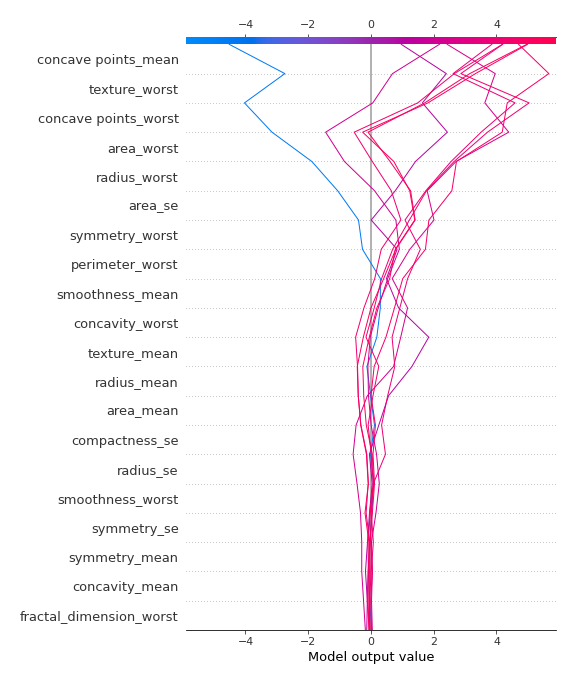 −4 −2 0 2 4
concave points_mean
texture_worst
concave points_worst
area_worst
radius_worst
area_se
symmetry_worst
perimeter_worst
smoothness_mean
concavity_worst
texture_mean
radius_mean
area_mean
compactness_se
radius_se
smoothness_worst
symmetry_se
symmetry_mean
concavity_mean
fractal_dimension_worst
−4 −2 0 2 4
Model output value